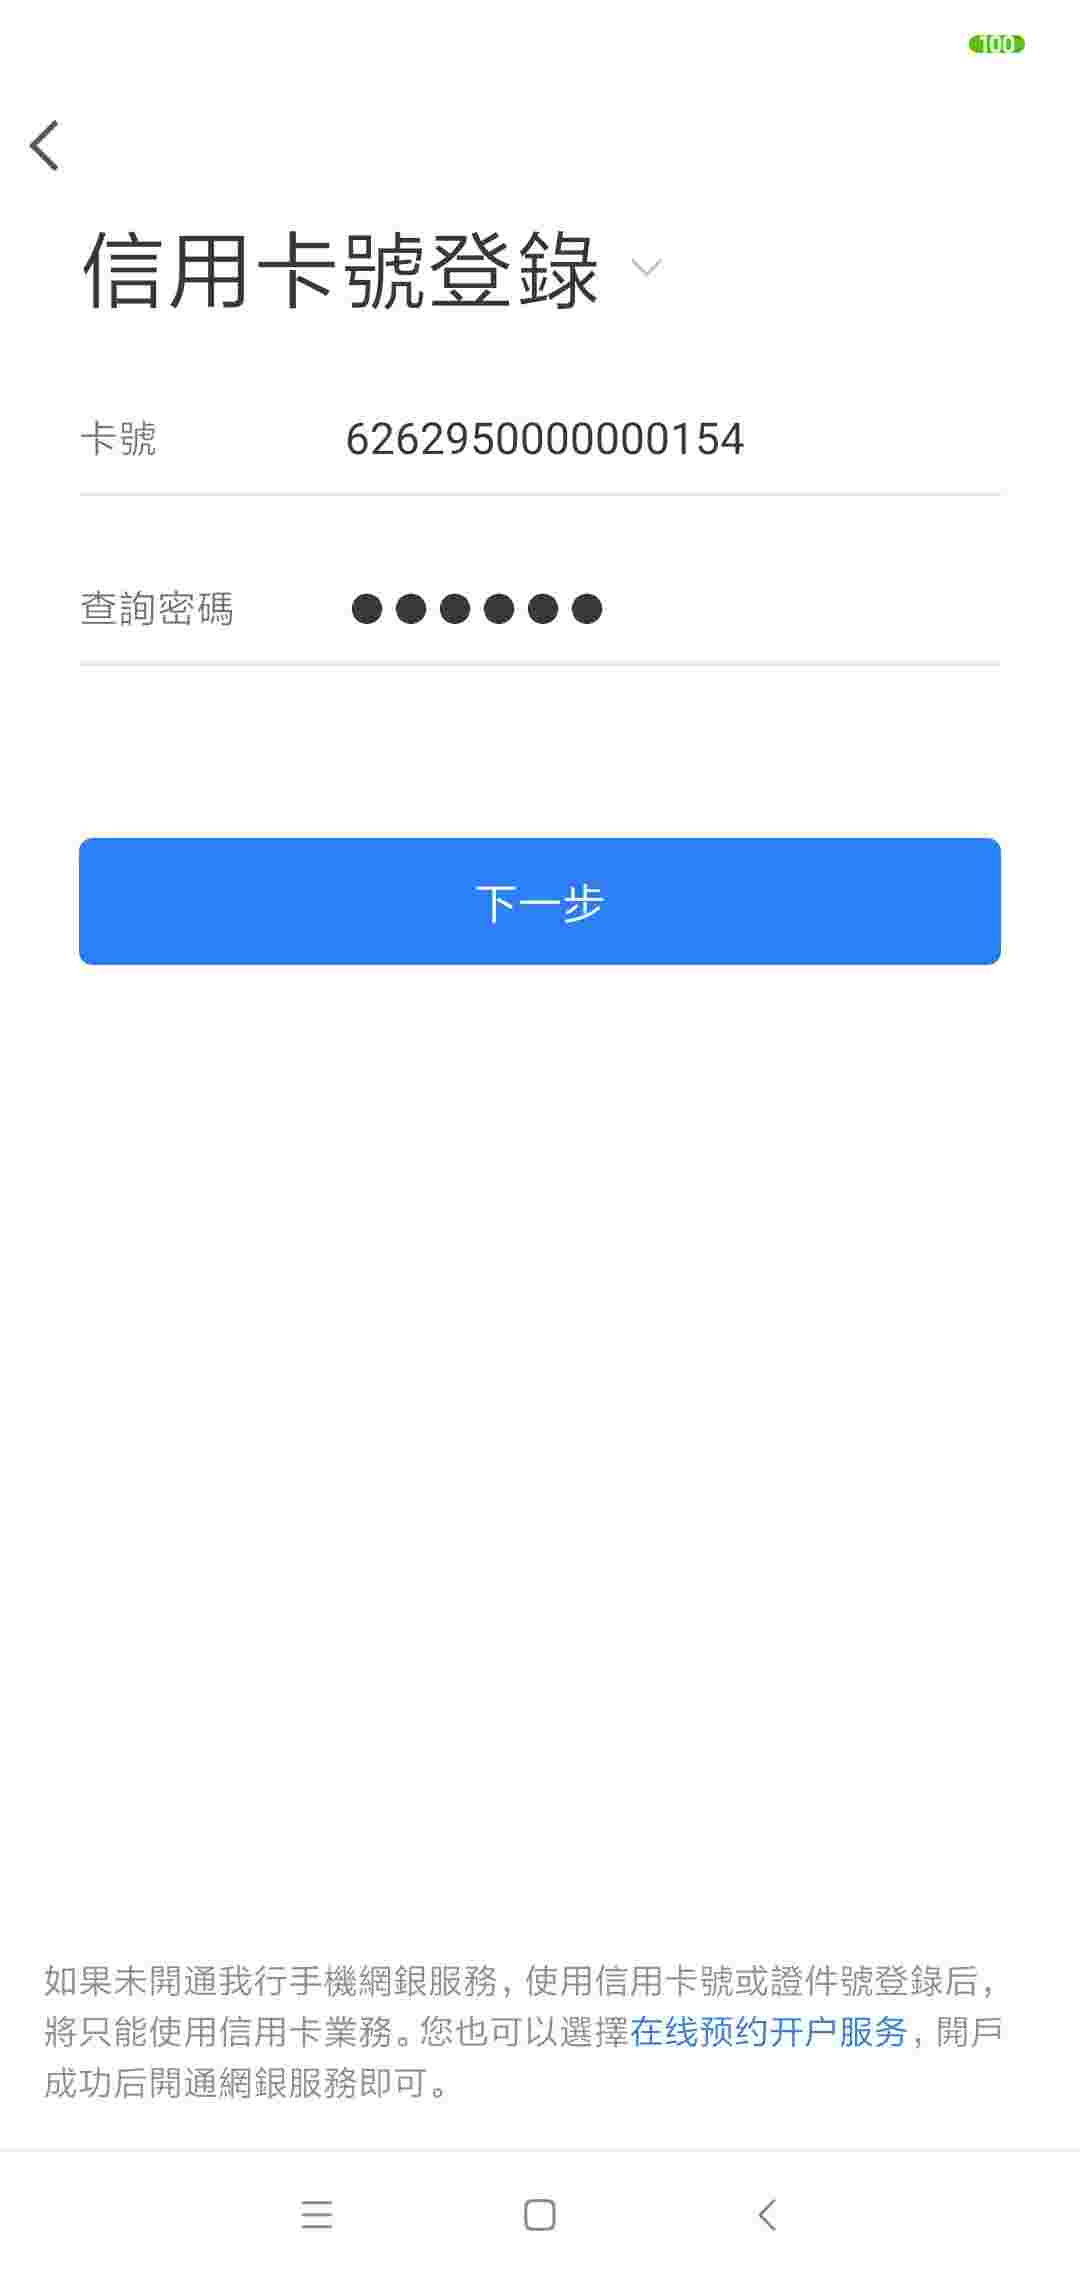 100
信用卡號登錄
卡號 6262950000000154
查詢密碼 ●●●●●●
下一步
如果未開通我行手機網銀服務，使用信用卡號或證件號登錄后，
將只能使用信用卡業務。您也可以選擇在线预约开户服务，開戶
成功后開通網銀服務即可。